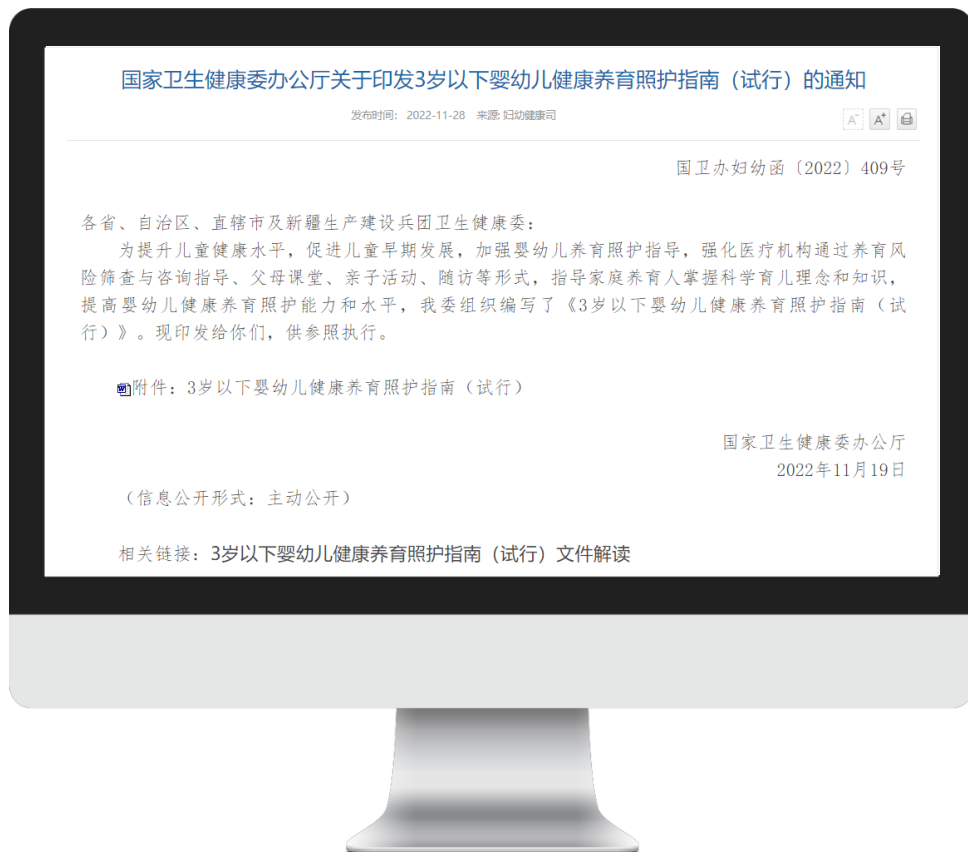 国家卫生健康委办公厅关于印发3岁以下婴幼儿健康养育照护指南（试行）的通知
发布时间： 2022-11-28 来源: 妇幼健康司
A- A+
国卫办妇幼函〔2022〕409号
各省、自治区、直辖市及新疆生产建设兵团卫生健康委：
为提升儿童健康水平，促进儿童早期发展，加强婴幼儿养育照护指导，强化医疗机构通过养育风
险筛查与咨询指导、父母课堂、亲子活动、随访等形式，指导家庭养育人掌握科学育儿理念和知识，
提高婴幼儿健康养育照护能力和水平，我委组织编写了《3岁以下婴幼儿健康养育照护指南（试
行）》。现印发给你们，供参照执行。
附件：3岁以下婴幼儿健康养育照护指南（试行）
国家卫生健康委办公厅
2022年11月19日
（信息公开形式：主动公开）
相关链接：3岁以下婴幼儿健康养育照护指南（试行）文件解读